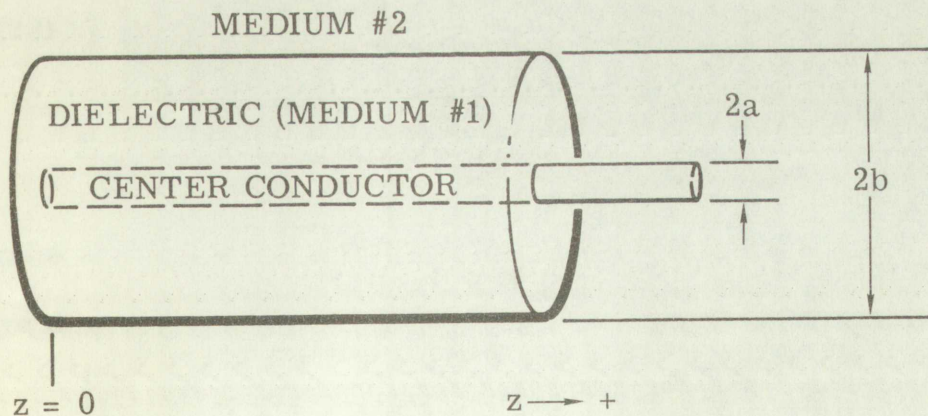 MEDIUM #2
DIELECTRIC (MEDIUM #1)
2a
CENTER CONDUCTOR
2b
z = 0
z → +